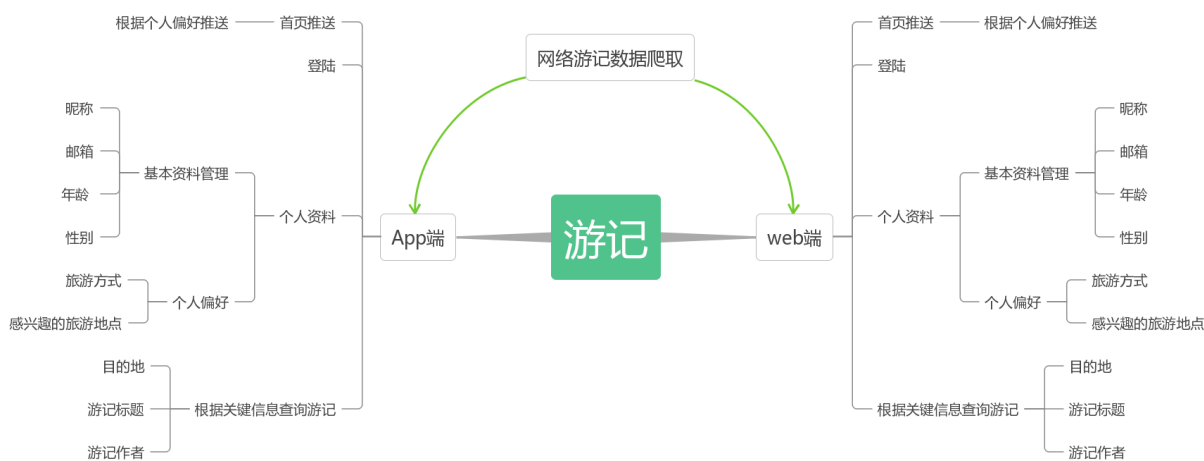 根据个人偏好推送
首页推送
登陆
昵称
邮箱
年龄
性别
基本资料管理
个人资料
旅游方式
感兴趣的旅游地点
个人偏好
目的地
游记标题
游记作者
根据关键信息查询游记
App端
网络游记数据爬取
游记
web端
首页推送
根据个人偏好推送
登陆
个人资料
基本资料管理
昵称
邮箱
年龄
性别
个人偏好
旅游方式
感兴趣的旅游地点
根据关键信息查询游记
目的地
游记标题
游记作者